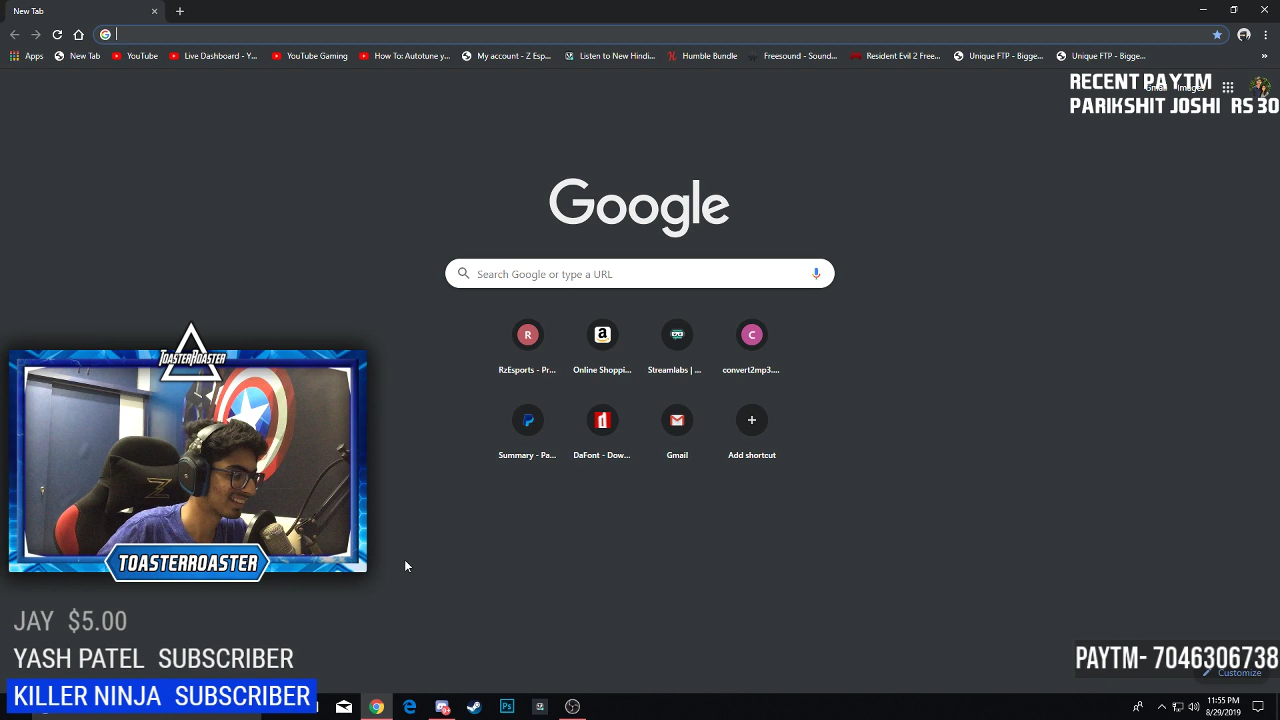 New Tab
Apps New Tab YouTube Live Dashboard - Y... YouTube Gaming How To: Autotune y... My account - Z Esp... Listen to New Hindi... Humble Bundle Freesound - Soun... Resident Evil 2 Free... Unique FTP - Bigge... Unique FTP - Bigge... »
RECENT PAYTM
Gmail Images
PARIKSHIT JOSHI RS 30
Google
Search Google or type a URL
R C
RzEsports - Pr... Online Shoppi... Streamlabs | ... convert2mp3....
Summary - Pa... DaFont - Dow... Gmail Add shortcut
TOASTERROASTER
TOASTERROASTER
JAY $5.00
YASH PATEL SUBSCRIBER
KILLER NINJA SUBSCRIBER
PAYTM- 7046306738
Customize
11:55 PM
8/29/2019